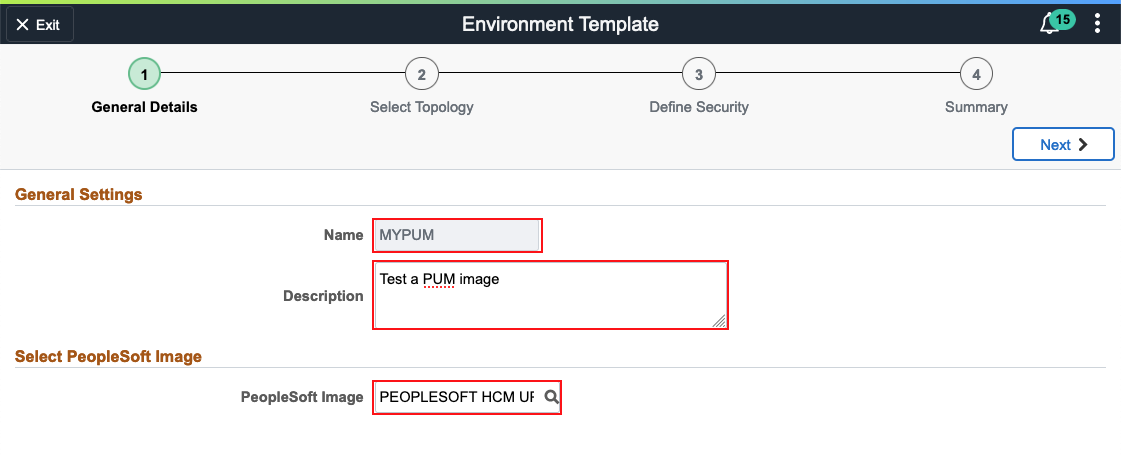 Exit
Environment Template
15
1
2
3
4
General Details
Select Topology
Define Security
Summary
Next
General Settings
Name
MYPUM
Description
Test a PUM image
Select PeopleSoft Image
PeopleSoft Image
PEOPLESOFT HCM